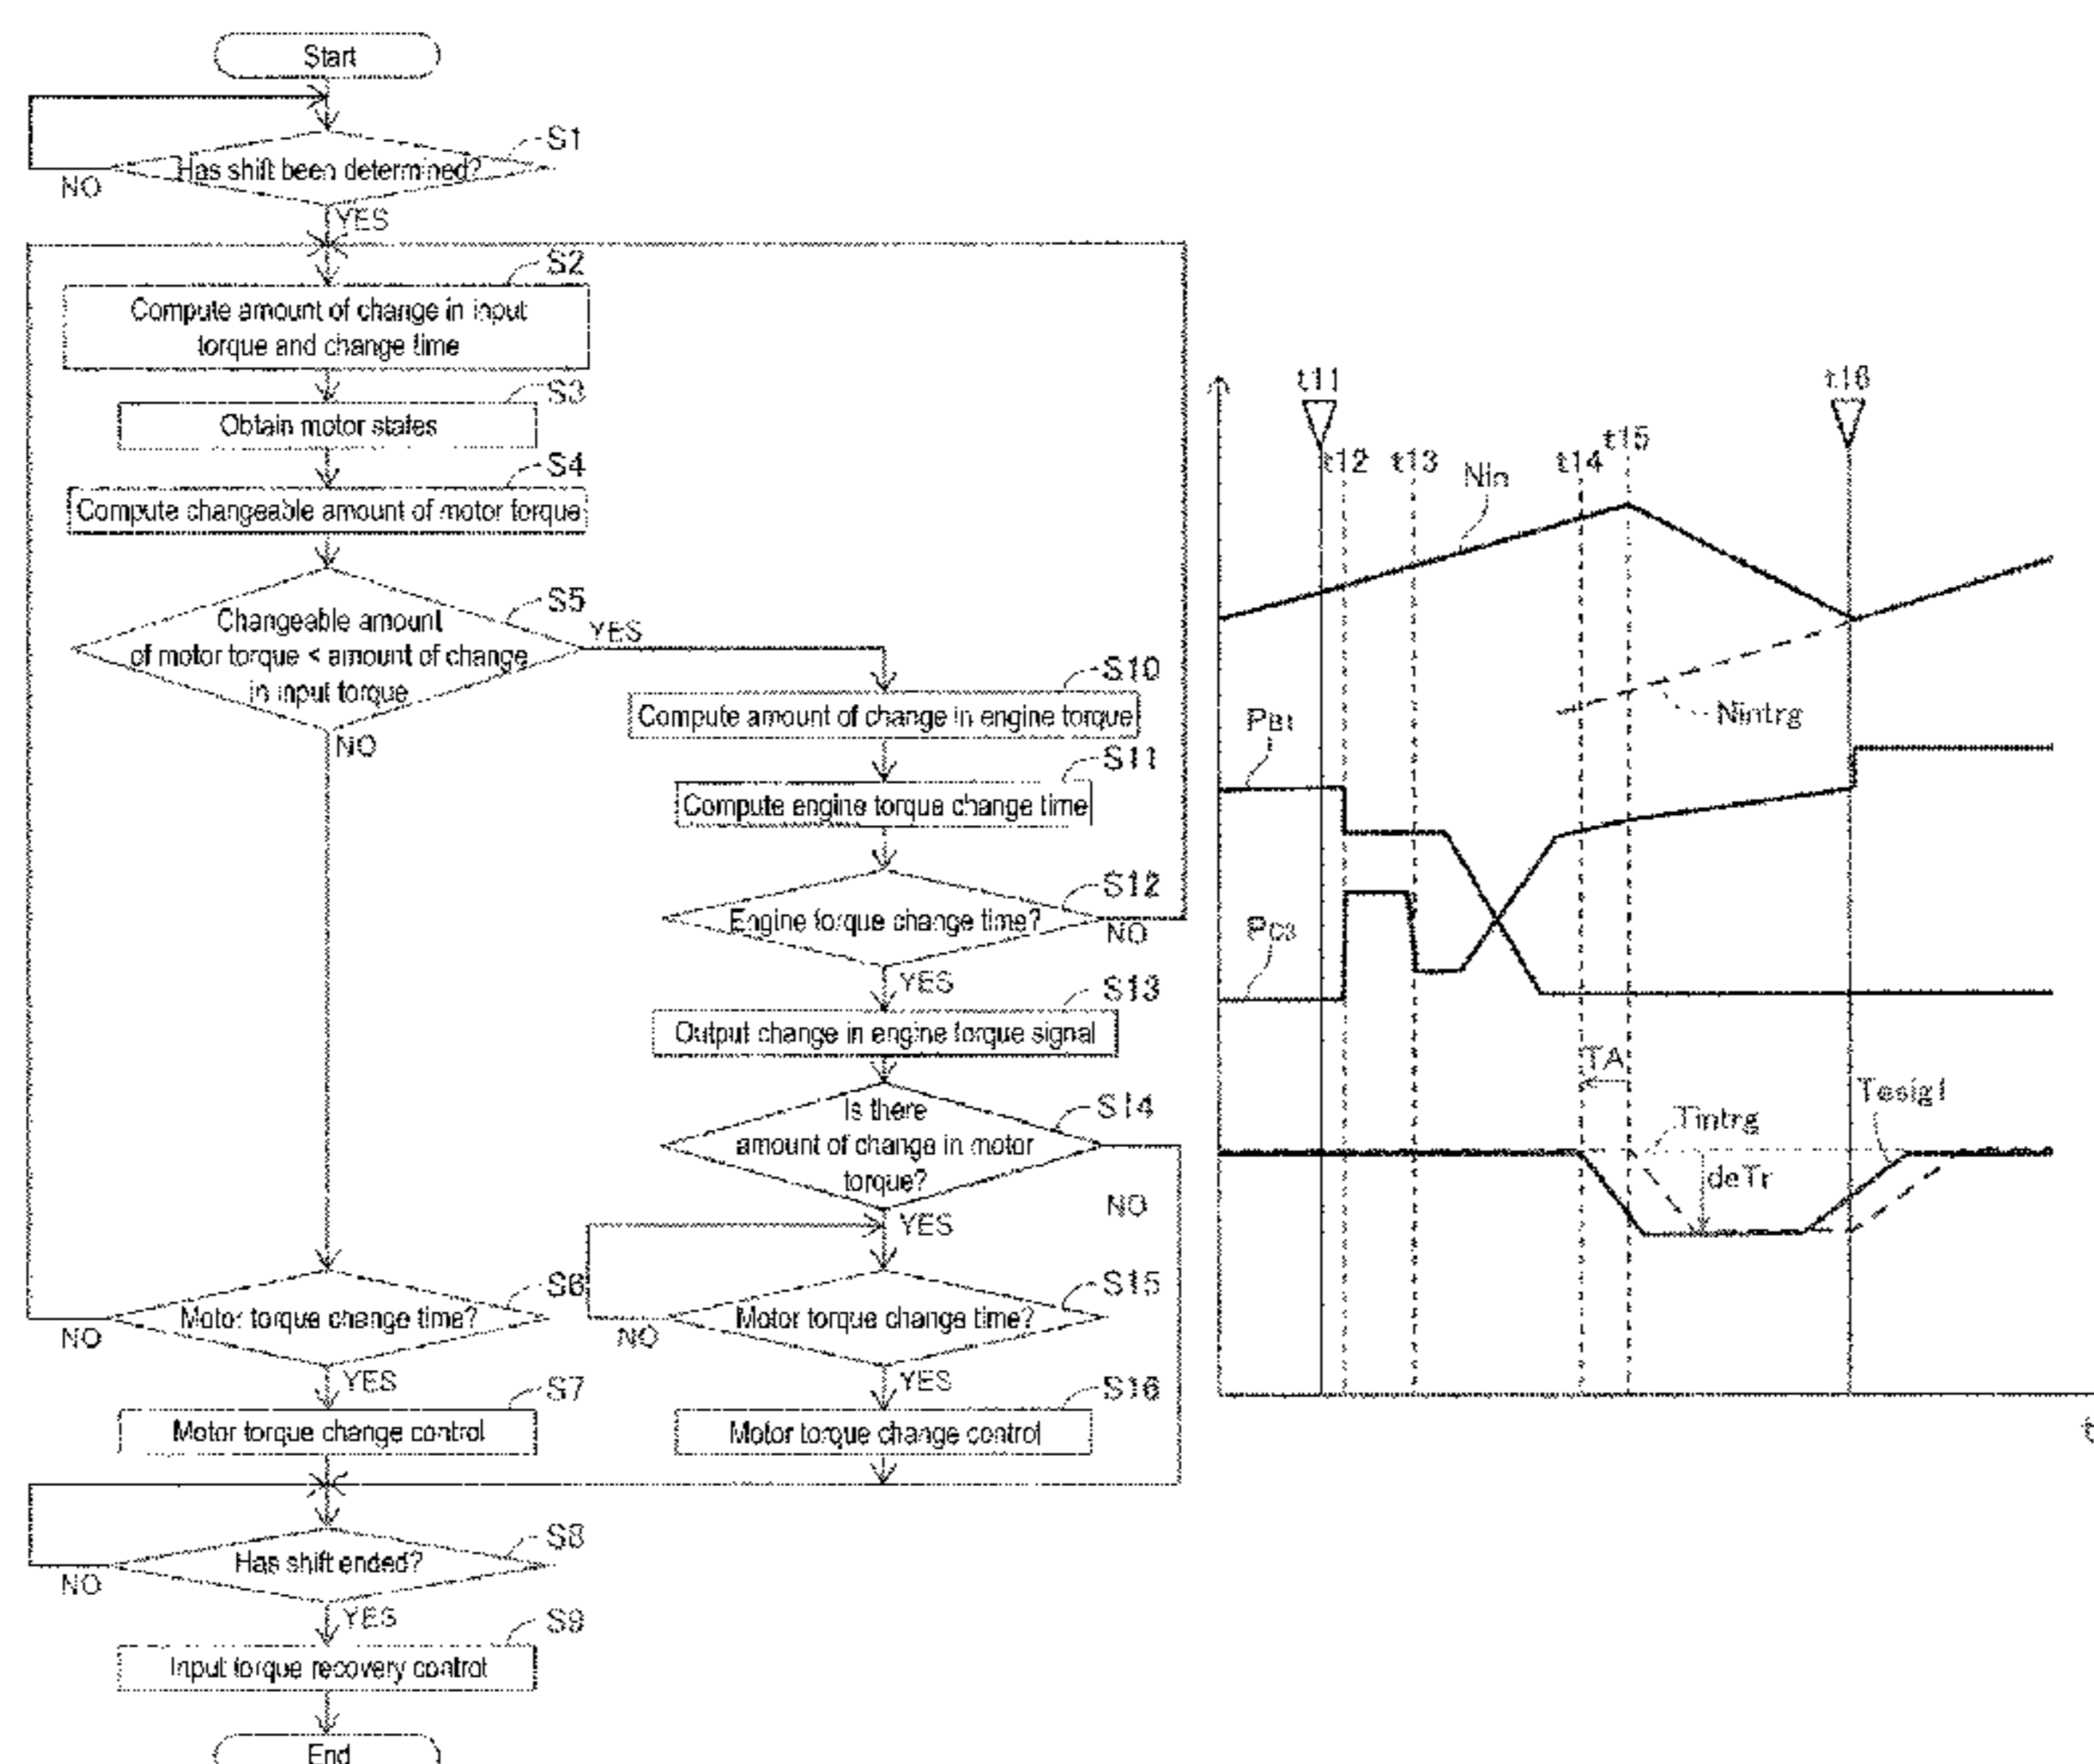 Start
S1
Has shift been determined?
NO
YES
S2
Compute amount of change in input
torque and change time
S3
Obtain motor states
S4
Compute changeable amount of motor torque
S5
Changeable amount
of motor torque < amount of change
in input torque
YES
NO
S10
Compute amount of change in engine torque
S11
Compute engine torque change time
S12
Engine torque change time?
NO
YES
S13
Output change in engine torque signal
S14
Is there
amount of change in motor
torque?
NO
YES
S6
Motor torque change time?
NO
YES
S15
Motor torque change time?
NO
YES
S7
Motor torque change control
S16
Motor torque change control
S8
Has shift ended?
NO
YES
S9
Input torque recovery control
End
t11
t16
t12
t13
t14
t15
Nin
Nintrg
PB1
PC3
TA
Tintrg
Tesig1
deTr
t